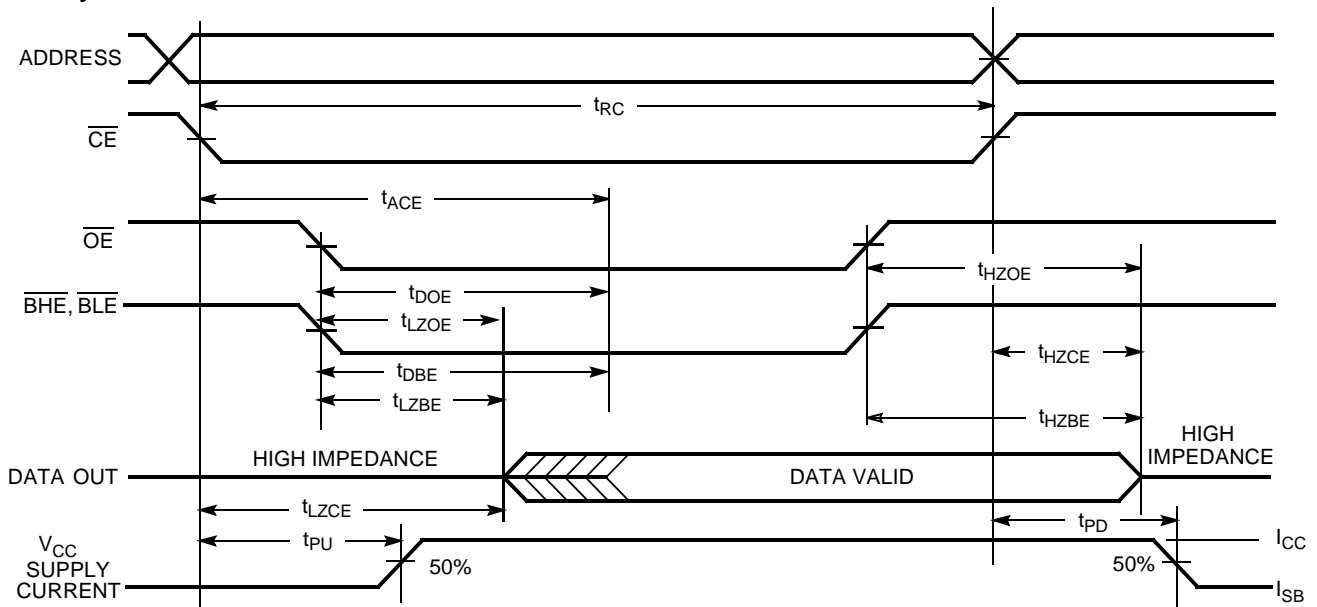 ADDRESS
tRC
CE
tACE
OE
tHZOE
tDOE
BHE, BLE
tLZOE
tHZCE
tDBE
tLZBE
tHZBE
HIGH
IMPEDANCE
HIGH IMPEDANCE
DATA OUT
DATA VALID
tLZCE
tPD
tPU
VCC
SUPPLY
CURRENT
50%
50%
ICC
ISB